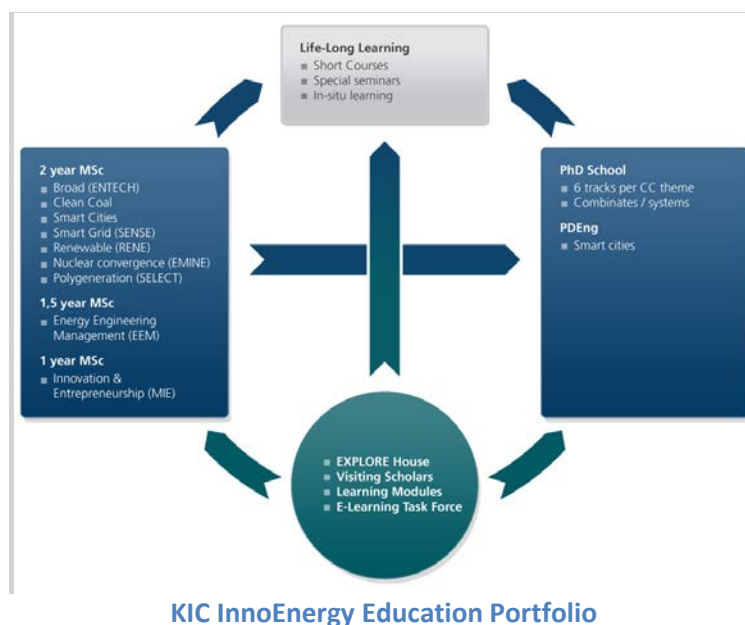 Life-Long Learning
Short Courses
Special seminars
In-situ learning
2 year MSc
Broad (ENTECH)
Clean Coal
Smart Cities
Smart Grid (SENSE)
Renewable (RENE)
Nuclear convergence (EMINE)
Polygeneration (SELECT)
1,5 year MSc
Energy Engineering
Management (EEM)
1 year MSc
Innovation &
Entrepreneurship (MIE)
PhD School
6 tracks per CC theme
Combinates / systems
PDEng
Smart cities
EXPLORE House
Visiting Scholars
Learning Modules
E-Learning Task Force
KIC InnoEnergy Education Portfolio